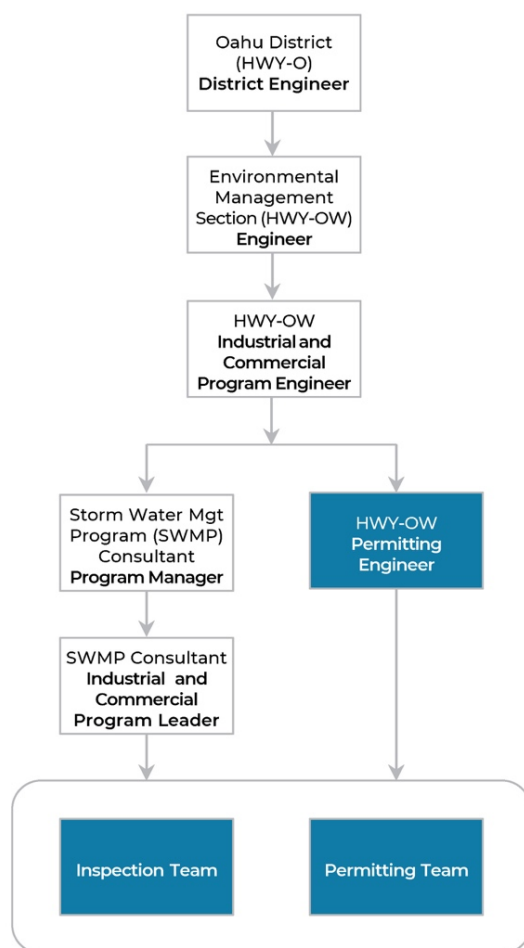 Oahu District
(HWY-O)
District Engineer
Environmental
Management
Section (HWY-OW)
Engineer
HWY-OW
Industrial and
Commercial
Program Engineer
Storm Water Mgt
Program (SWMP)
Consultant
Program Manager
HWY-OW
Permitting
Engineer
SWMP Consultant
Industrial and
Commercial
Program Leader
Inspection Team
Permitting Team